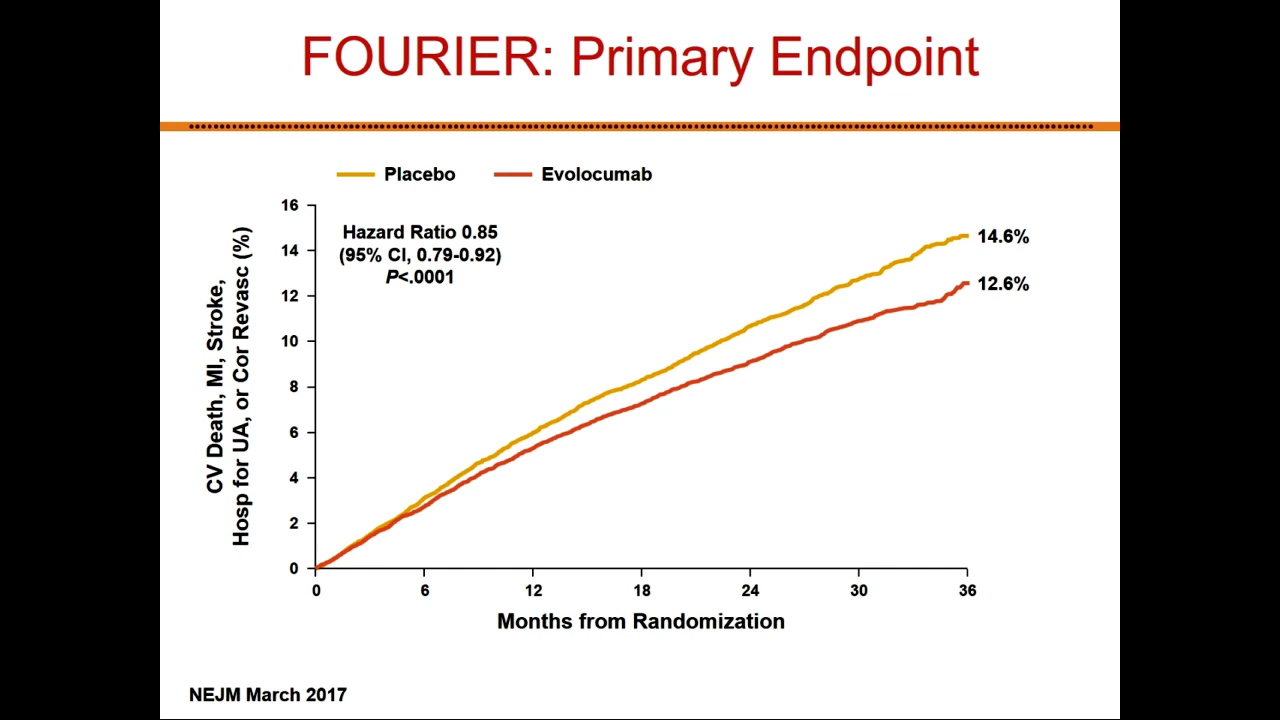 FOURIER: Primary Endpoint
Placebo
Evolocumab
16
14
12
10
8
6
4
2
0
CV Death, MI, Stroke,
Hosp for UA, or Cor Revasc (%)
Hazard Ratio 0.85
(95% CI, 0.79-0.92)
P<.0001
14.6%
12.6%
0 6 12 18 24 30 36
Months from Randomization
NEJM March 2017